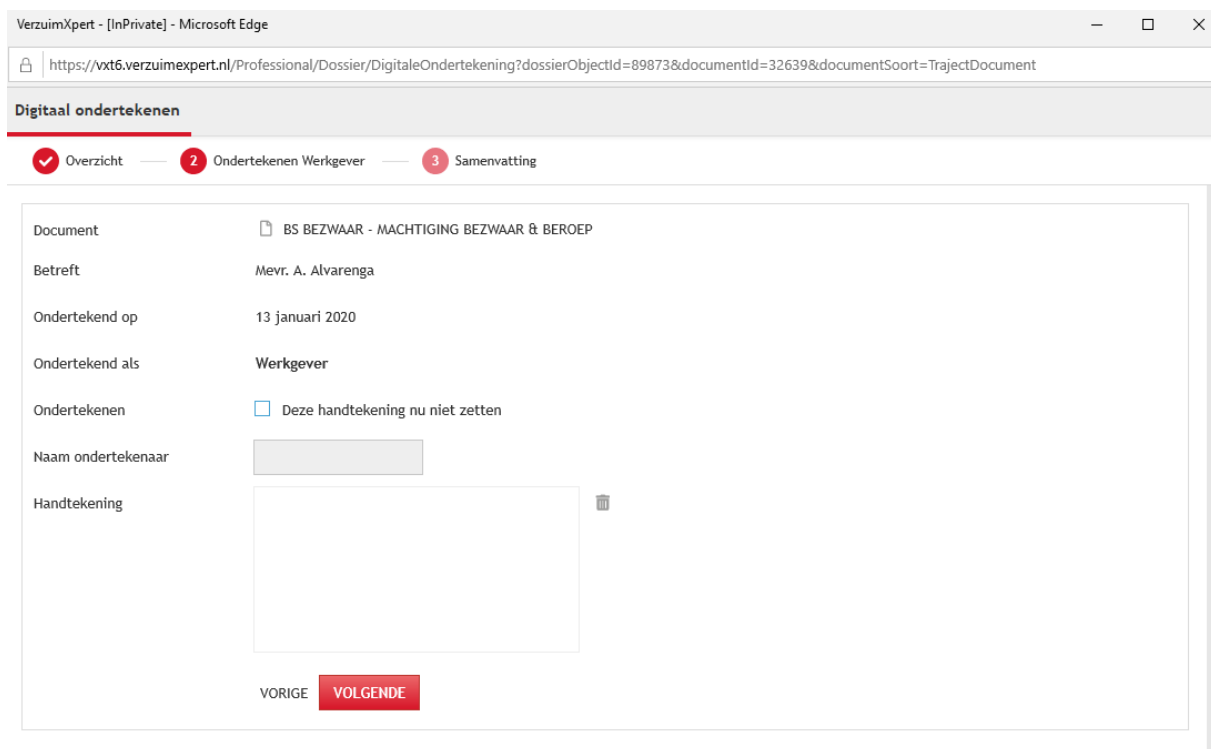 VerzuimXpert - [InPrivate] - Microsoft Edge
https://vxt6.verzuimexpert.nl/Professional/Dossier/DigitaleOndertekening?dossierObjectId=89873&documentId=32639&documentSoort=TrajectDocument
Digitaal ondertekenen
Overzicht 2 Ondertekenen Werkgever 3 Samenvatting
Document BS BEZWAAR - MACHTIGING BEZWAAR & BEROEP
Betreft Mevr. A. Alvarenga
Ondertekend op 13 januari 2020
Ondertekend als Werkgever
Ondertekenen Deze handtekening nu niet zetten
Naam ondertekenaar
Handtekening
VORIGE VOLGENDE